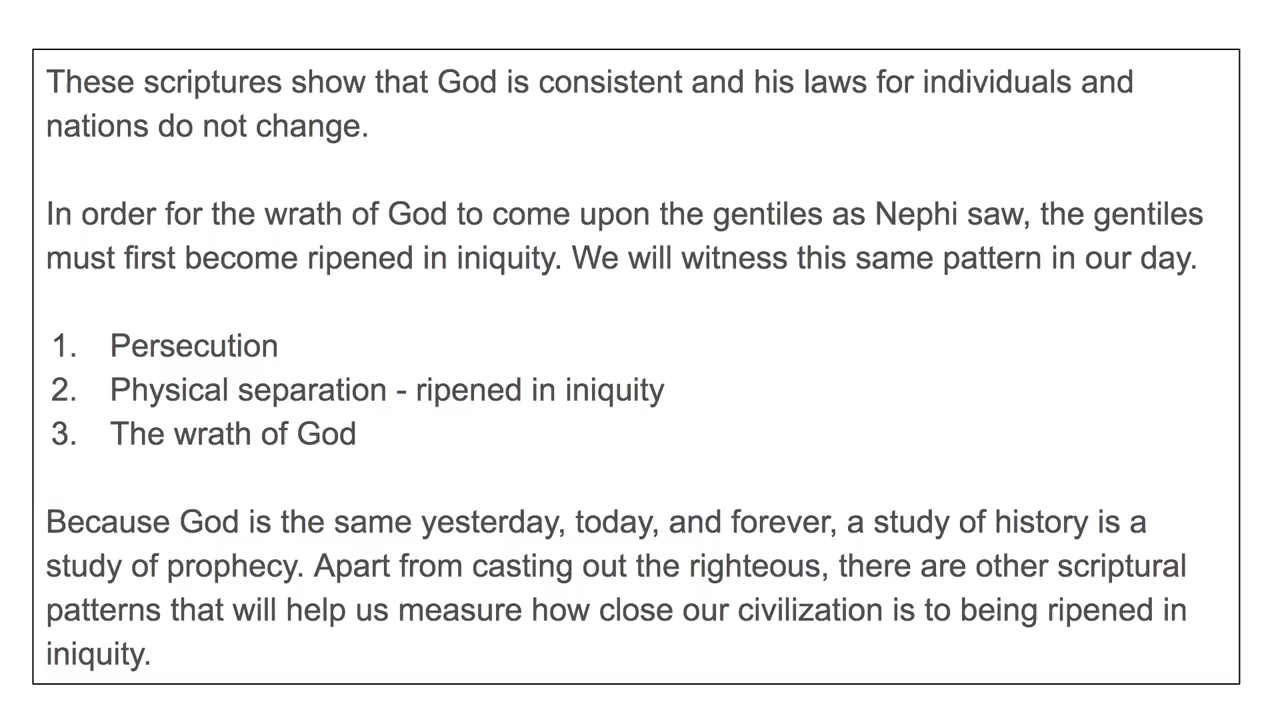 These scriptures show that God is consistent and his laws for individuals and
nations do not change.
In order for the wrath of God to come upon the gentiles as Nephi saw, the gentiles
must first become ripened in iniquity. We will witness this same pattern in our day.
1. Persecution
2. Physical separation - ripened in iniquity
3. The wrath of God
Because God is the same yesterday, today, and forever, a study of history is a
study of prophecy. Apart from casting out the righteous, there are other scriptural
patterns that will help us measure how close our civilization is to being ripened in
iniquity.